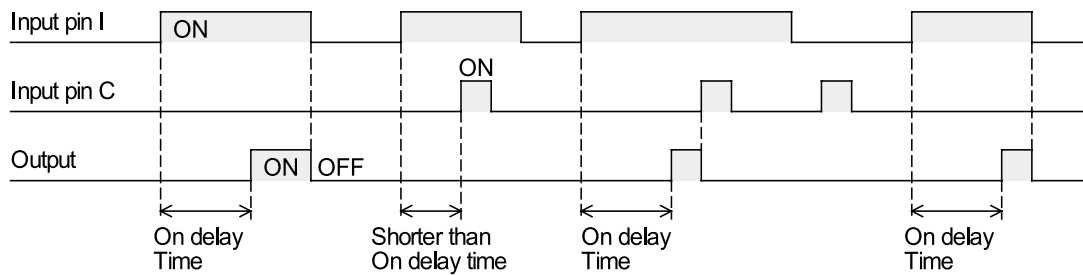 Input pin I
ON
Input pin C
ON
Output
ON
OFF
On delay
Time
Shorter than
On delay time
On delay
Time
On delay
Time